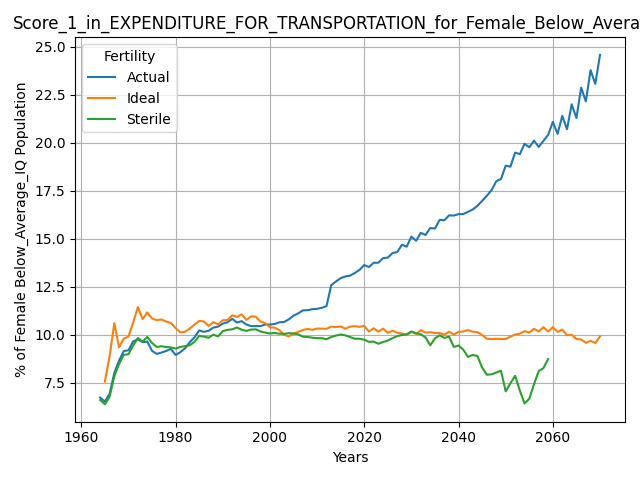 Score_1_in_EXPENDITURE_FOR_TRANSPORTATION_for_Female_Below_Avera
Fertility
Actual
Ideal
Sterile
25.0
22.5
20.0
17.5
15.0
12.5
10.0
7.5
% of Female Below_Average_IQ Population
1960 1980 2000 2020 2040 2060
Years